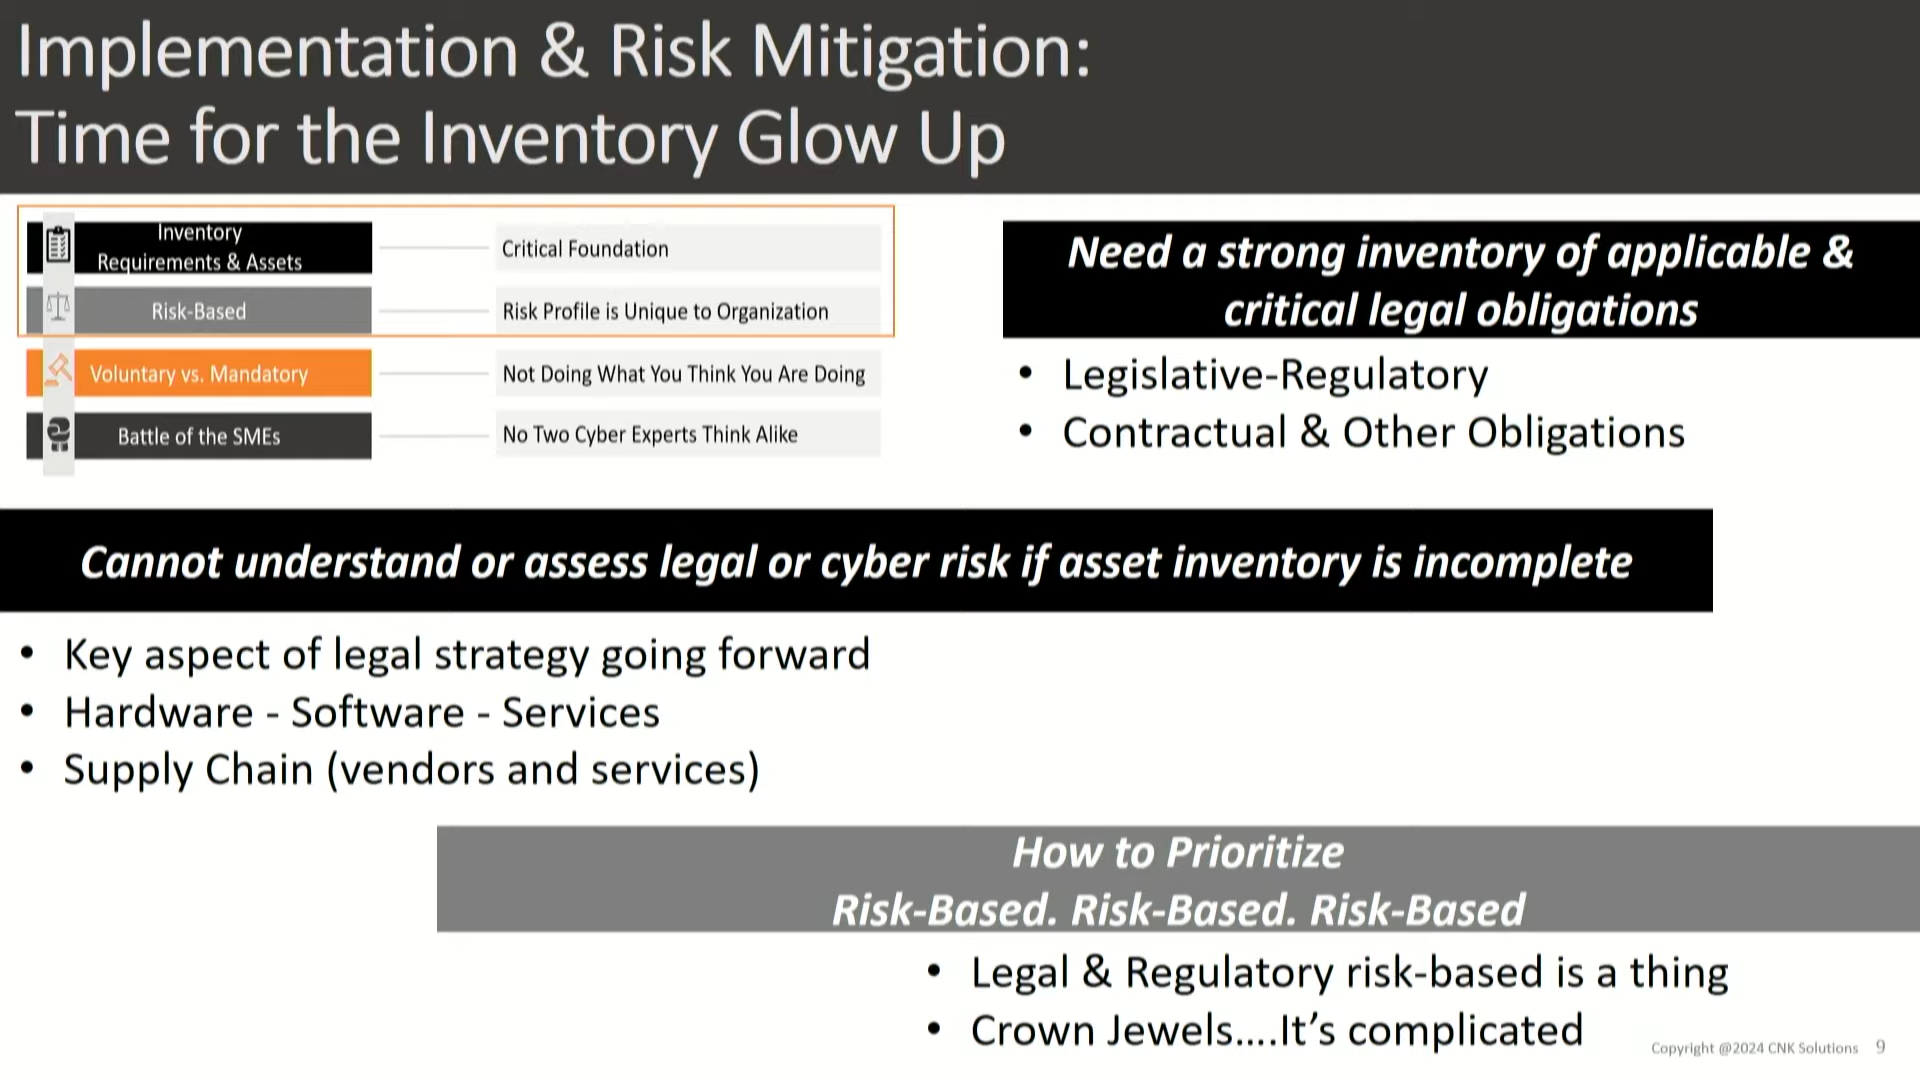 Implementation & Risk Mitigation:
Time for the Inventory Glow Up
Inventory
Requirements & Assets
Critical Foundation
Risk-Based
Risk Profile is Unique to Organization
Voluntary vs. Mandatory
Not Doing What You Think You Are Doing
Battle of the SMEs
No Two Cyber Experts Think Alike
Need a strong inventory of applicable &
critical legal obligations
• Legislative-Regulatory
• Contractual & Other Obligations
Cannot understand or assess legal or cyber risk if asset inventory is incomplete
• Key aspect of legal strategy going forward
• Hardware - Software - Services
• Supply Chain (vendors and services)
How to Prioritize
Risk-Based. Risk-Based. Risk-Based
• Legal & Regulatory risk-based is a thing
• Crown Jewels....It's complicated
Copyright @2024 CNK Solutions 9